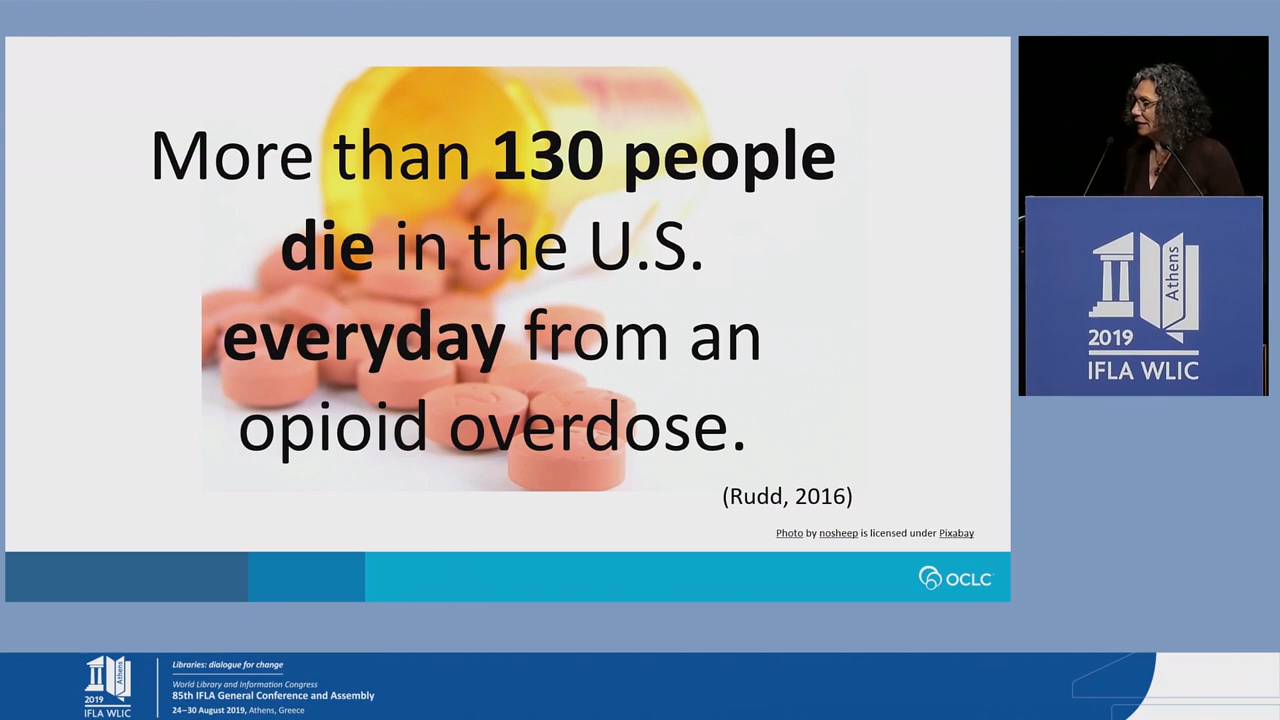 More than 130 people
die in the U.S.
everyday from an
opioid overdose.
(Rudd, 2016)
Photo by nosheep is licensed under Pixabay
OCLC
Athens
2019
IFLA WLIC
Athens
2019
IFLA WLIC
Libraries: dialogue for change
World Library and Information Congress
85th IFLA General Conference and Assembly
24–30 August 2019, Athens, Greece